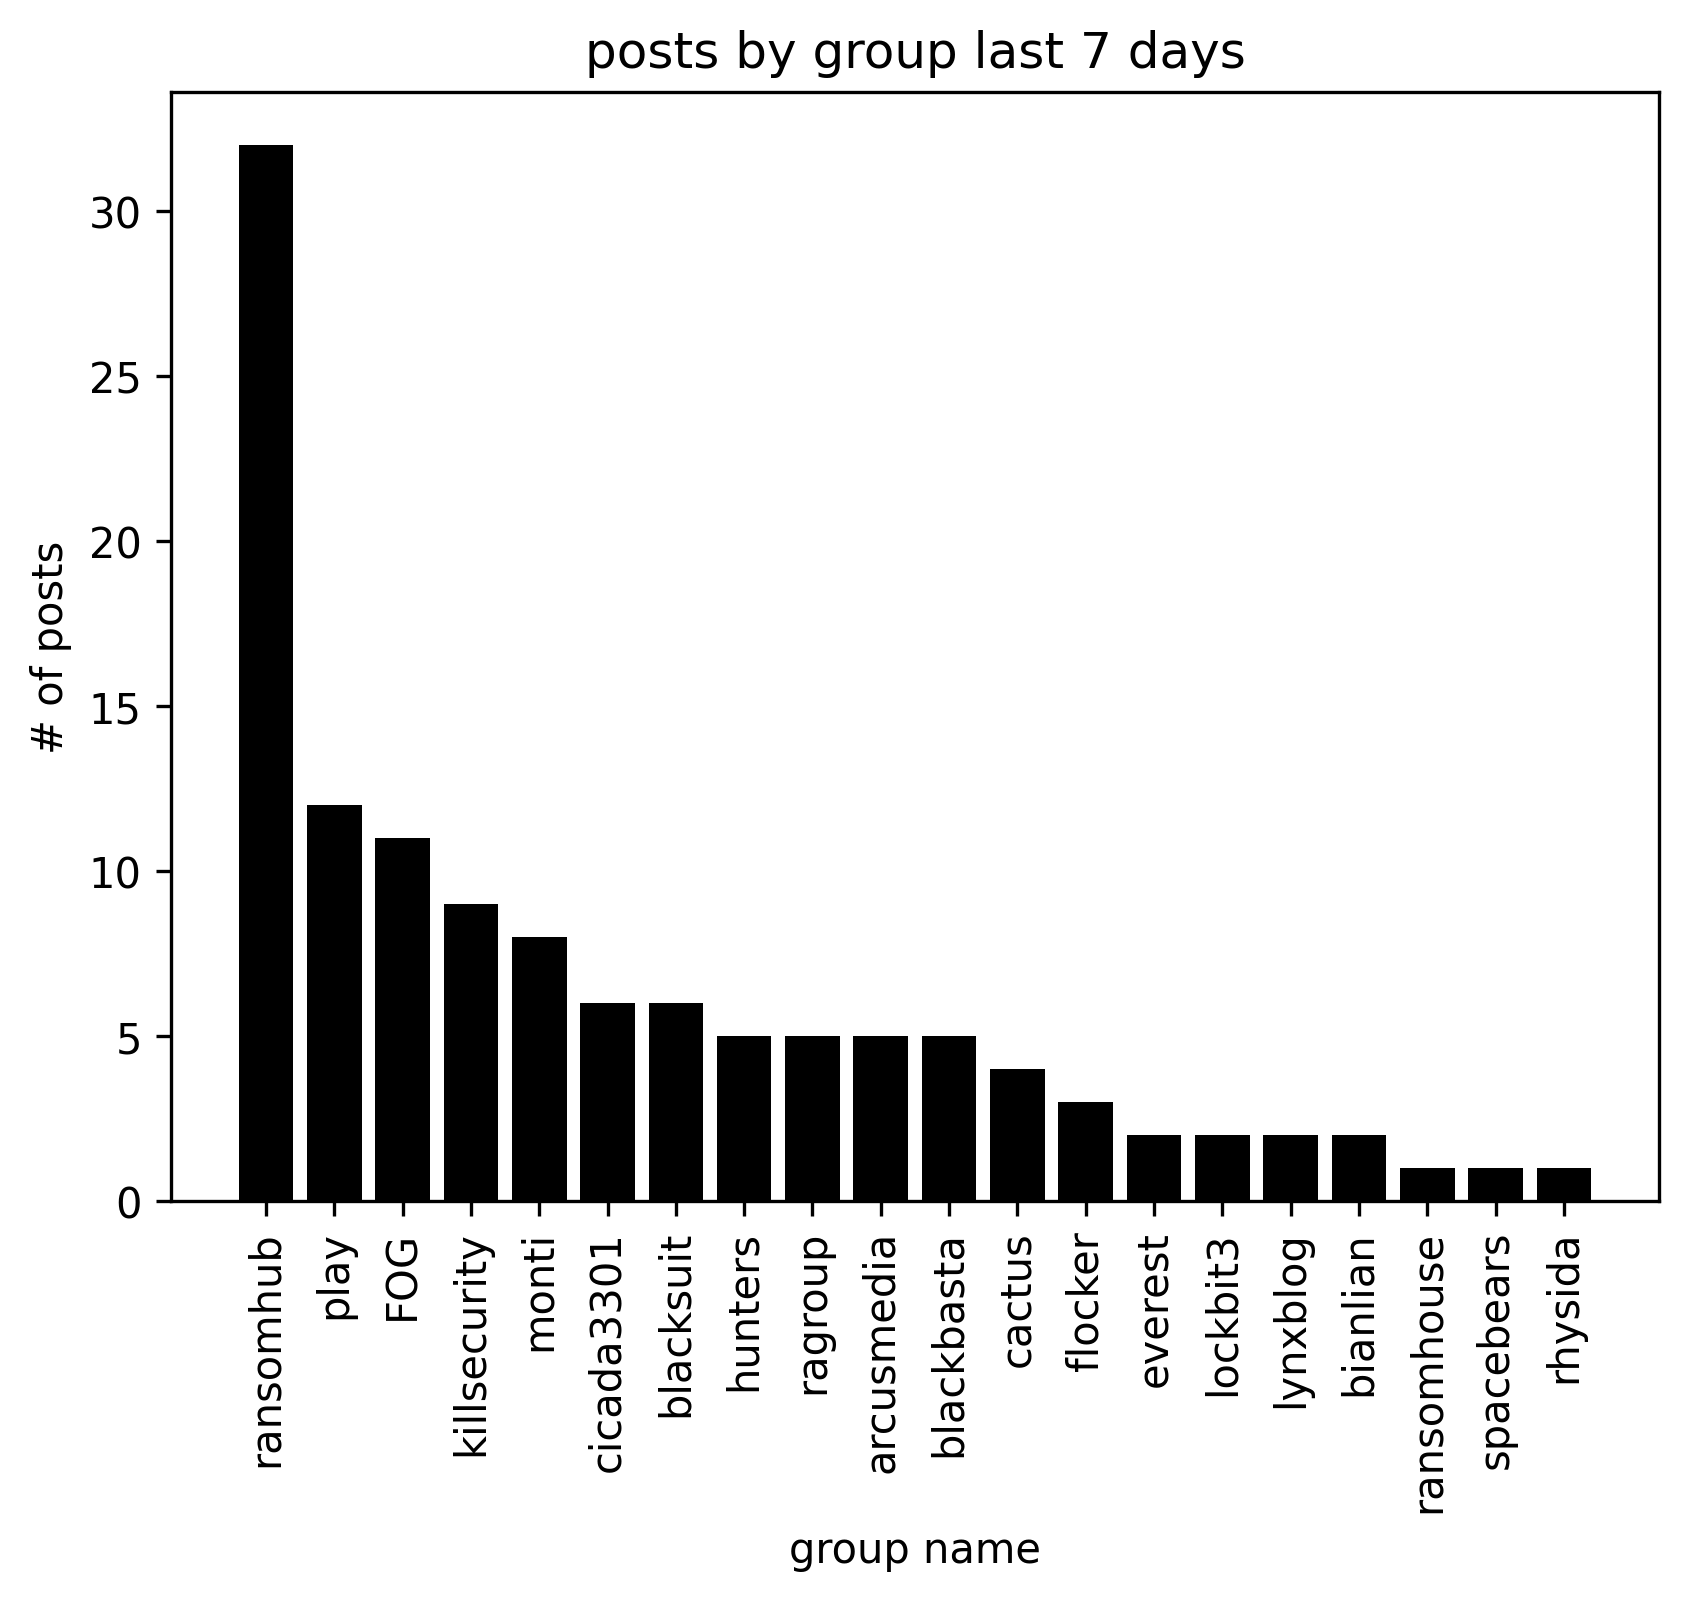 posts by group last 7 days
# of posts
30
25
20
15
10
5
0
ransomhub
play
FOG
killsecurity
monti
cicada3301
blacksuit
hunters
ragroup
arcusmedia
blackbasta
cactus
flocker
everest
lockbit3
lynxblog
bianlian
ransomhouse
spacebears
rhysida
group name